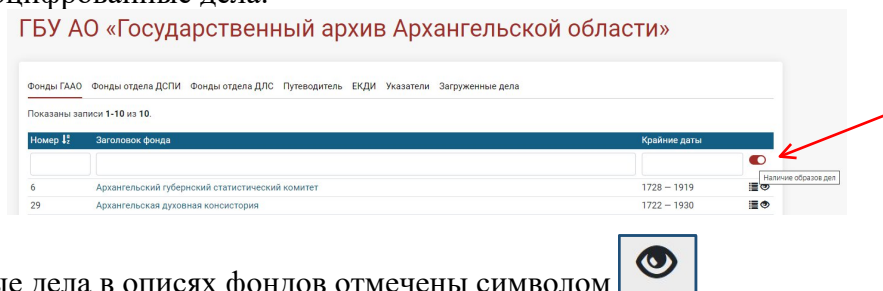 цифрованные дела.
ГБУ АО «Государственный архив Архангельской области»
Фонды ГААО Фонды отдела ДСПИ Фонды отдела ДЛС Путеводитель ЕКДИ Указатели Загруженные дела
Показаны записи 1-10 из 10.
Номер Заголовок фонда Крайние даты
Наличие образов дел
6 Архангельский губернский статистический комитет 1728 — 1919
29 Архангельская духовная консистория 1722 — 1930
ые дела в описях фондов отмечены символом